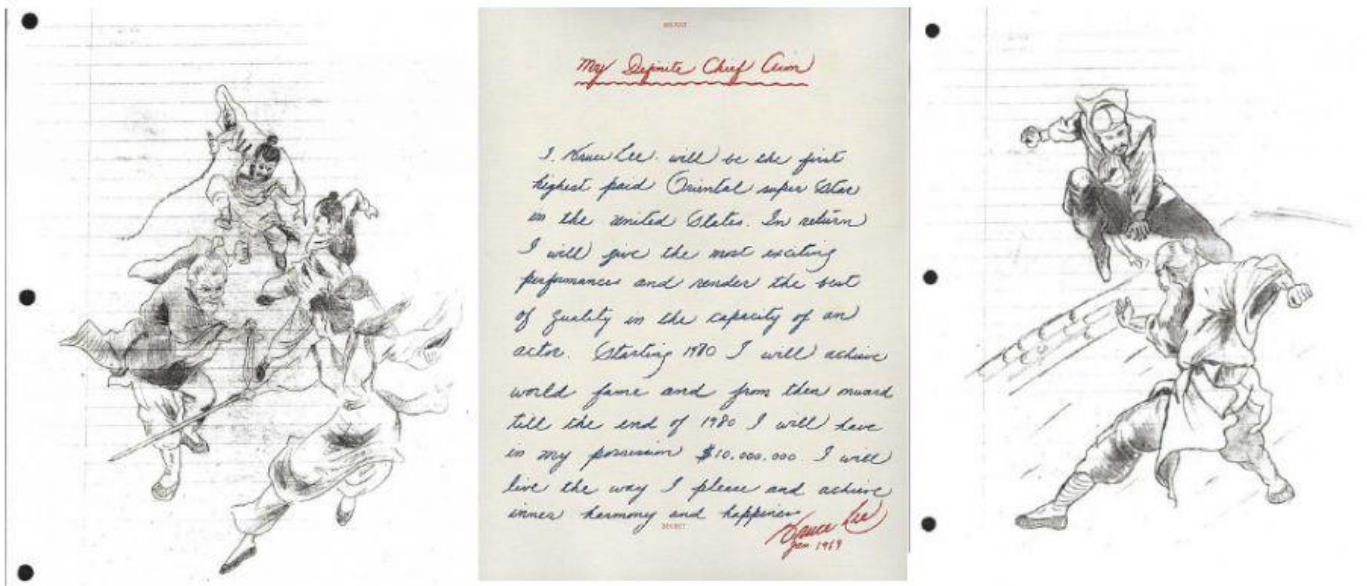 SECRET
My Definite Chief Aim
I, Bruce Lee, will be the first
highest paid Oriental super star
in the United States. In return
I will give the most exciting
performances and render the best
of quality in the capacity of an
actor. Starting 1970 I will achieve
world fame and from then onward
till the end of 1980 I will have
in my possession $10,000,000. I will
live the way I please and achieve
inner harmony and happiness
SECRET
Bruce Lee
Jan 1969